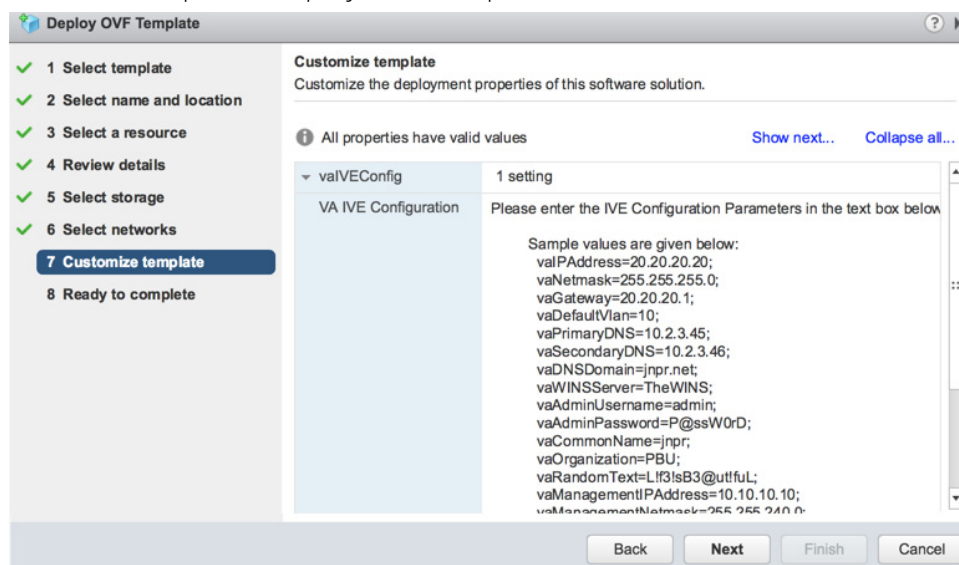 Deploy OVF Template
?
1 Select template
2 Select name and location
3 Select a resource
4 Review details
5 Select storage
6 Select networks
7 Customize template
8 Ready to complete
Customize template
Customize the deployment properties of this software solution.
All properties have valid values
Show next... Collapse all...
vaIVEConfig 1 setting
VA IVE Configuration Please enter the IVE Configuration Parameters in the text box below
Sample values are given below:
vaIPAddress=20.20.20.20;
vaNetmask=255.255.255.0;
vaGateway=20.20.20.1;
vaDefaultVlan=10;
vaPrimaryDNS=10.2.3.45;
vaSecondaryDNS=10.2.3.46;
vaDNSDomain=jnpr.net;
vaWINSServer=TheWINS;
vaAdminUsername=admin;
vaAdminPassword=P@ssW0rD;
vaCommonName=jnpr;
vaOrganization=PBU;
vaRandomText=L!f3!sB3@ut!fuL;
vaManagementIPAddress=10.10.10.10;
vaManagementNetmask=255.255.240.0;
Back Next Finish Cancel